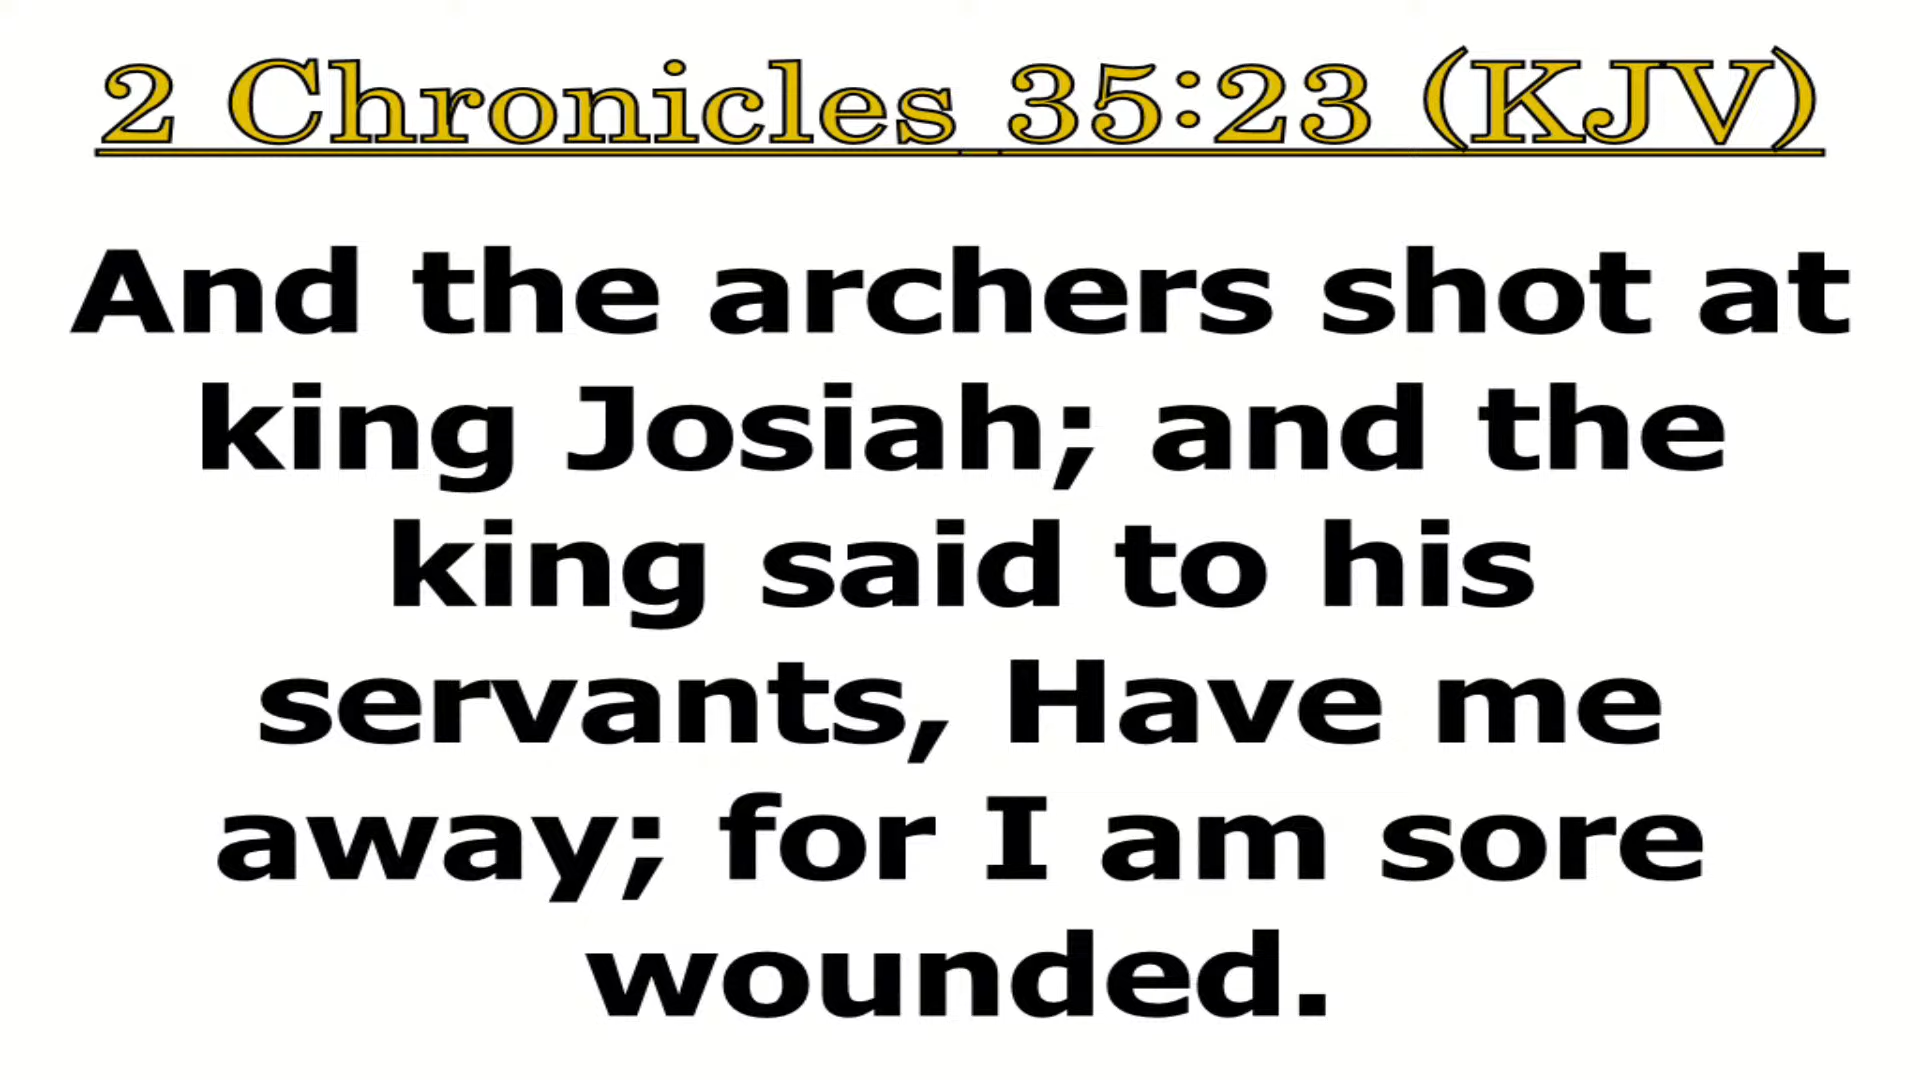 2 Chronicles 35:23 (KJV)
And the archers shot at
king Josiah; and the
king said to his
servants, Have me
away; for I am sore
wounded.